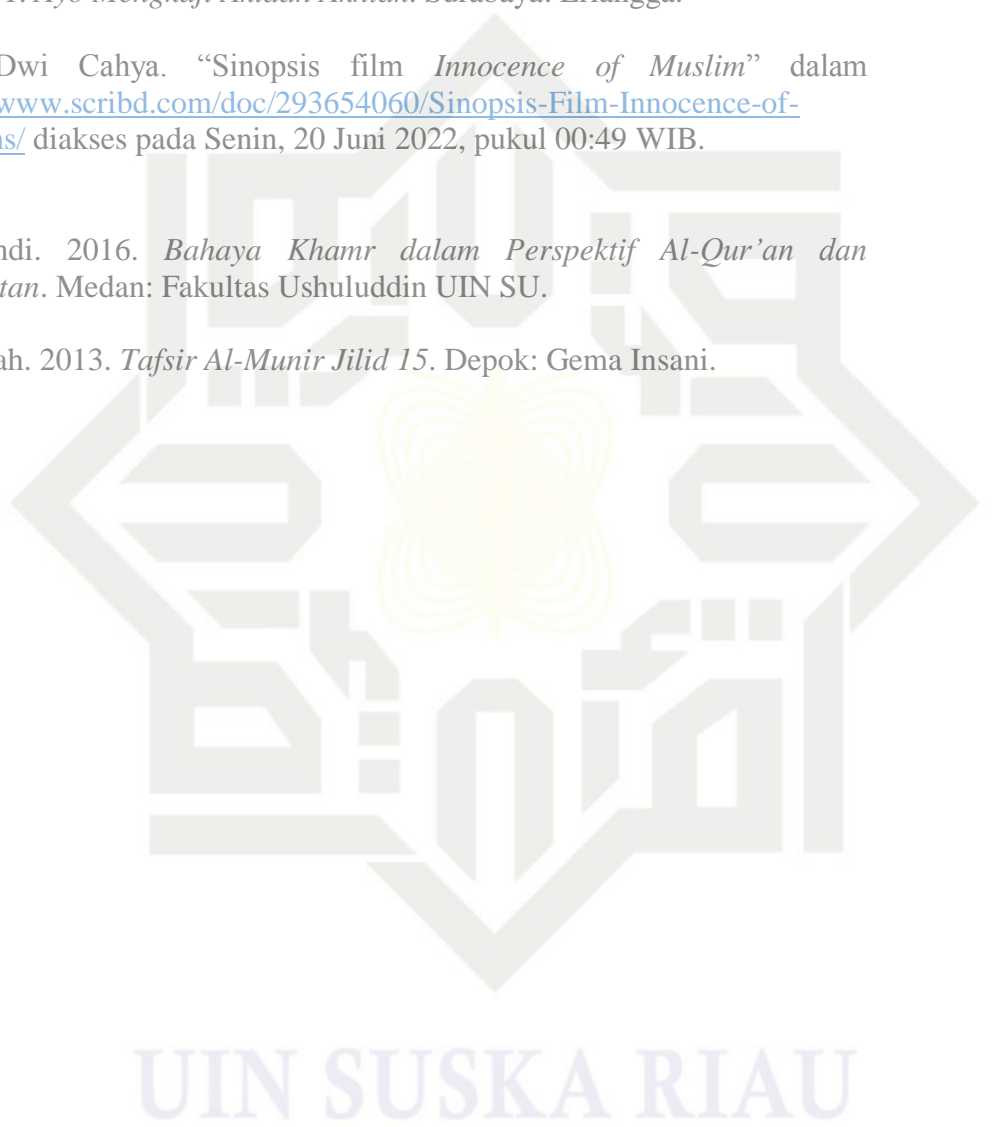 1. Ayo Mengkaji Akidah Akhlak. Surabaya: Erlangga.
Dwi Cahya. “Sinopsis film Innocence of Muslim” dalam
www.scribd.com/doc/293654060/Sinopsis-Film-Innocence-of-
ns/ diakses pada Senin, 20 Juni 2022, pukul 00:49 WIB.
ndi. 2016. Bahaya Khamr dalam Perspektif Al-Qur’an dan
tan. Medan: Fakultas Ushuluddin UIN SU.
ah. 2013. Tafsir Al-Munir Jilid 15. Depok: Gema Insani.
UIN SUSKA RIAU